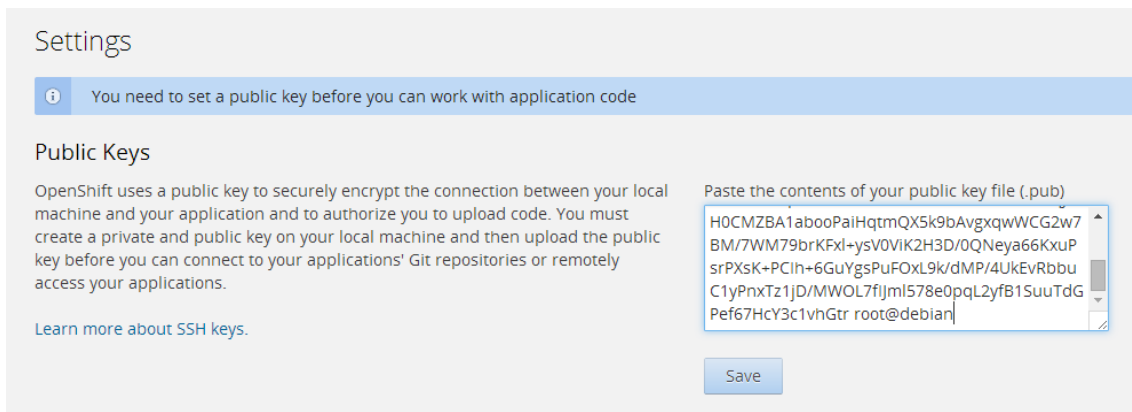 Settings
You need to set a public key before you can work with application code
Public Keys
OpenShift uses a public key to securely encrypt the connection between your local
machine and your application and to authorize you to upload code. You must
create a private and public key on your local machine and then upload the public
key before you can connect to your applications' Git repositories or remotely
access your applications.
Learn more about SSH keys.
Paste the contents of your public key file (.pub)
H0CMZBA1abooPaiHqtmQX5k9bAvgxqwWCG2w7
BM/7WM79brKFxl+ysV0ViK2H3D/0QNeya66KxuP
srPXsK+PCIh+6GuYgsPuFOxL9k/dMP/4UkEvRbbu
C1yPnxTz1jD/MWOL7fIJml578e0pqL2yfB1SuuTdG
Pef67HcY3c1vhGtr root@debian
Save